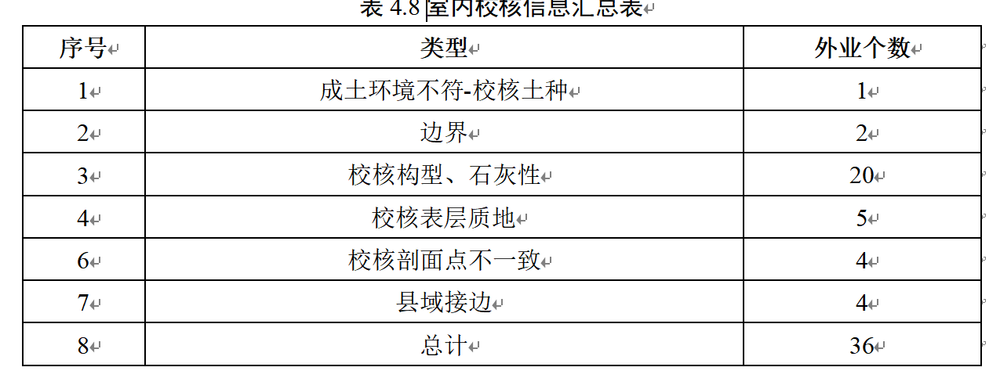 表 4.8 室内校核信息汇总表
序号 类型 外业个数
1 成土环境不符-校核土种 1
2 边界 2
3 校核构型、石灰性 20
4 校核表层质地 5
6 校核剖面点不一致 4
7 县域接边 4
8 总计 36